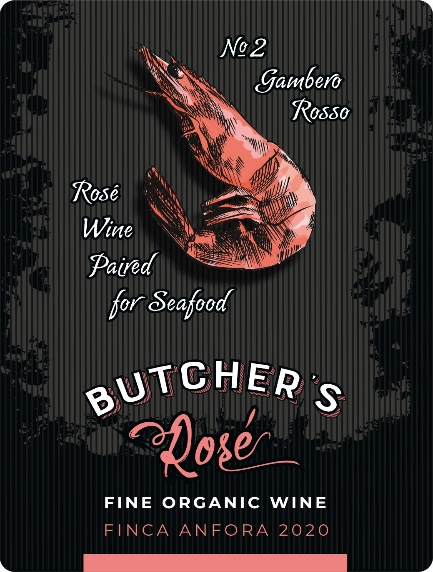 №2
Gambero
Rosso
Rosé
Wine
Paired
for Seafood
BUTCHER'S
Rosé
FINE ORGANIC WINE
FINCA ANFORA 2020